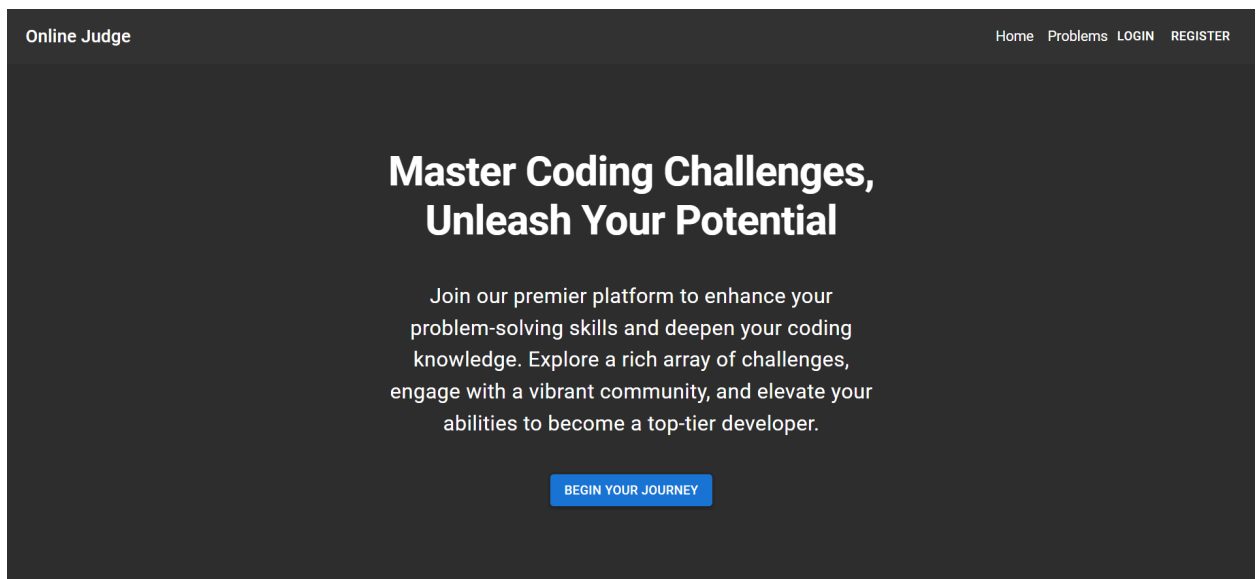 Online Judge
Home Problems LOGIN REGISTER
Master Coding Challenges,
Unleash Your Potential
Join our premier platform to enhance your
problem-solving skills and deepen your coding
knowledge. Explore a rich array of challenges,
engage with a vibrant community, and elevate your
abilities to become a top-tier developer.
BEGIN YOUR JOURNEY